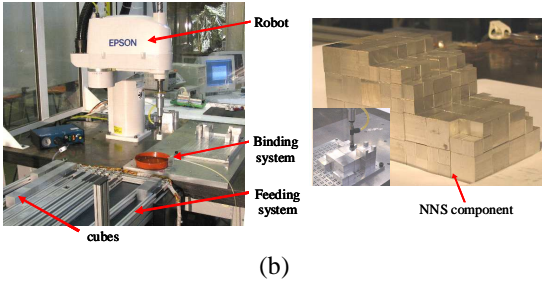 Robot
EPSON
Binding
system
Feeding
system
cubes
NNS component
(b)